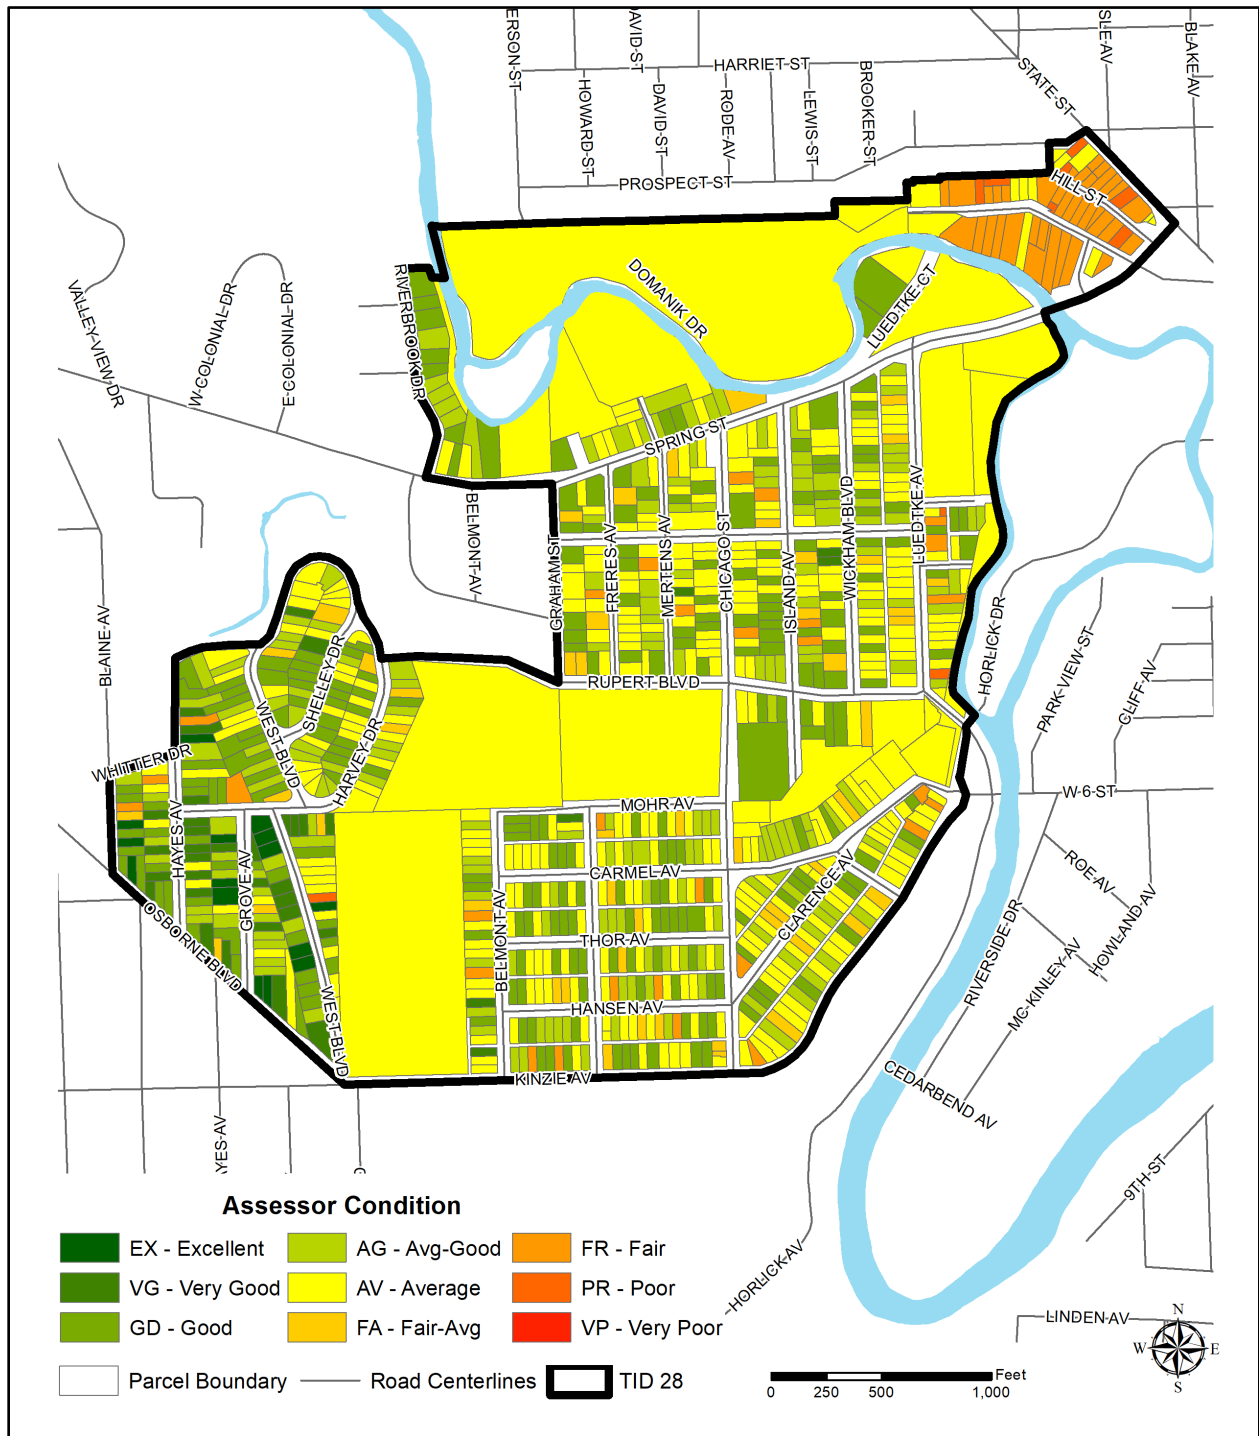 ERSON-ST
DAVID-ST
SLE-AV
BLAKE-AV
HARRIET ST
STATE-ST
HOWARD-ST
DAVID-ST
RODE-AV
LEWIS-ST
BROOKER-ST
PROSPECT ST
HILL-ST
RIVERBROOK DR
DOMANIK DR
LUEDTKE-CT
VALLEY-VIEW-DR
W-COLONIAL-DR
E-COLONIAL-DR
SPRING-ST
BELMONT-AV
GRAHAM-ST
FRERES-AV
MERTENS-AV
CHICAGO-ST
ISLAND-AV
WICKHAM-BLVD
LUEDTKE-AV
BLAINE-AV
HORLICK-DR
PARK-VIEW-ST
CLIFF-AV
RUPERT-BLVD
WEST-BLVD
SHELLEY-DR
HARVEY-DR
WHITTER DR
MOHR-AV
W-6-ST
HAYES-AV
GROVE-AV
CARMEL-AV
CLARENCE-AV
ROE-AV
HOWLAND-AV
OSBORNE-BLVD
BELMONT-AV
THOR-AV
RIVERSIDE-DR
MC-KINLEY-AV
HANSEN-AV
WEST-BLVD
KINZIE AV
CEDARBEND AV
YES-AV
9TH-ST
HORLICK-AV
LINDEN-AV
Assessor Condition
EX - Excellent
AG - Avg-Good
FR - Fair
VG - Very Good
AV - Average
PR - Poor
GD - Good
FA - Fair-Avg
VP - Very Poor
Parcel Boundary
Road Centerlines
TID 28
Feet
0 250 500 1,000
N
W E
S